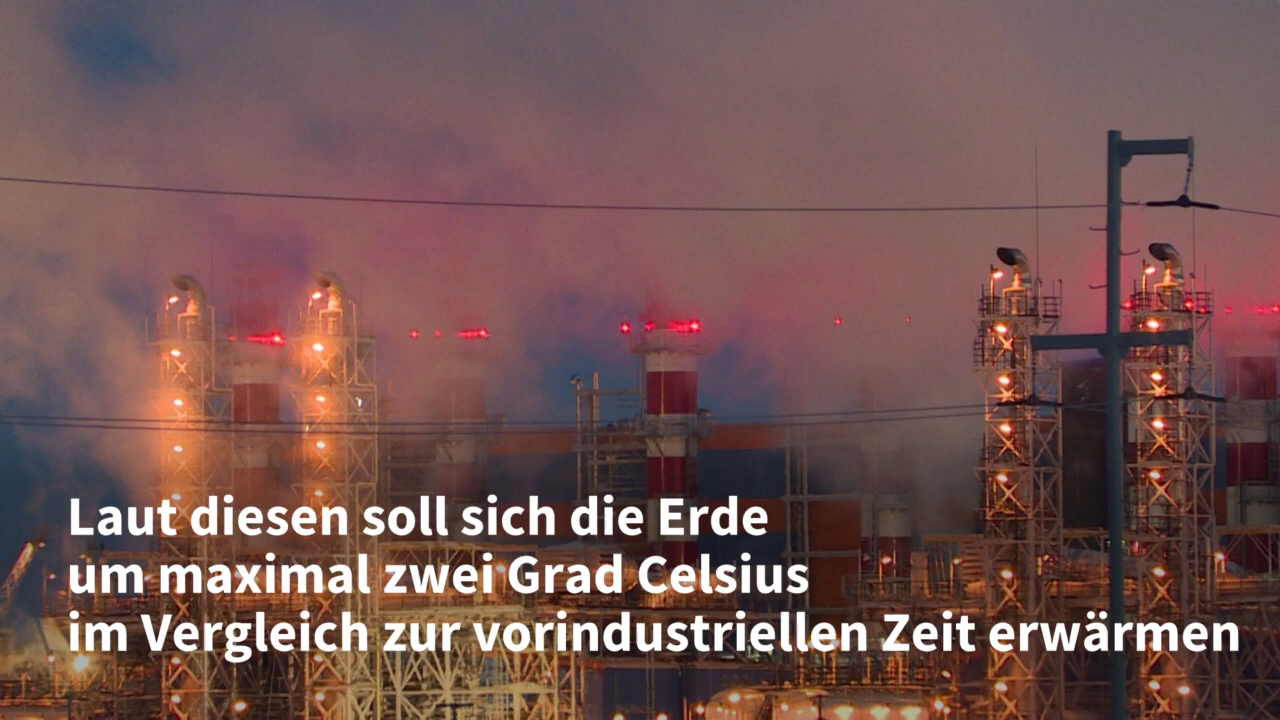 Laut diesen soll sich die Erde
um maximal zwei Grad Celsius
im Vergleich zur vorindustriellen Zeit erwärmen